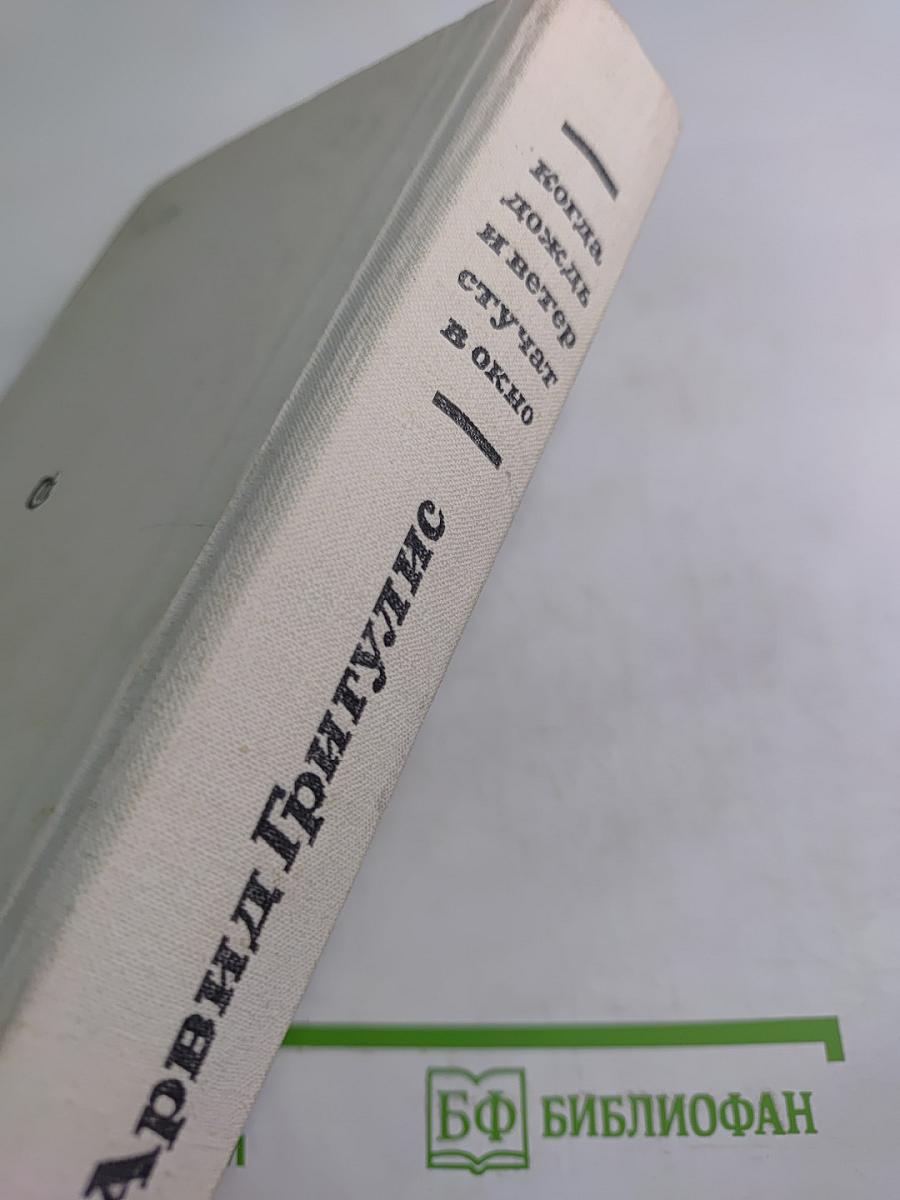 когда
дождь
и ветер
стучат
в окно
Арвид Григулис
БФ БИБЛИОФАН